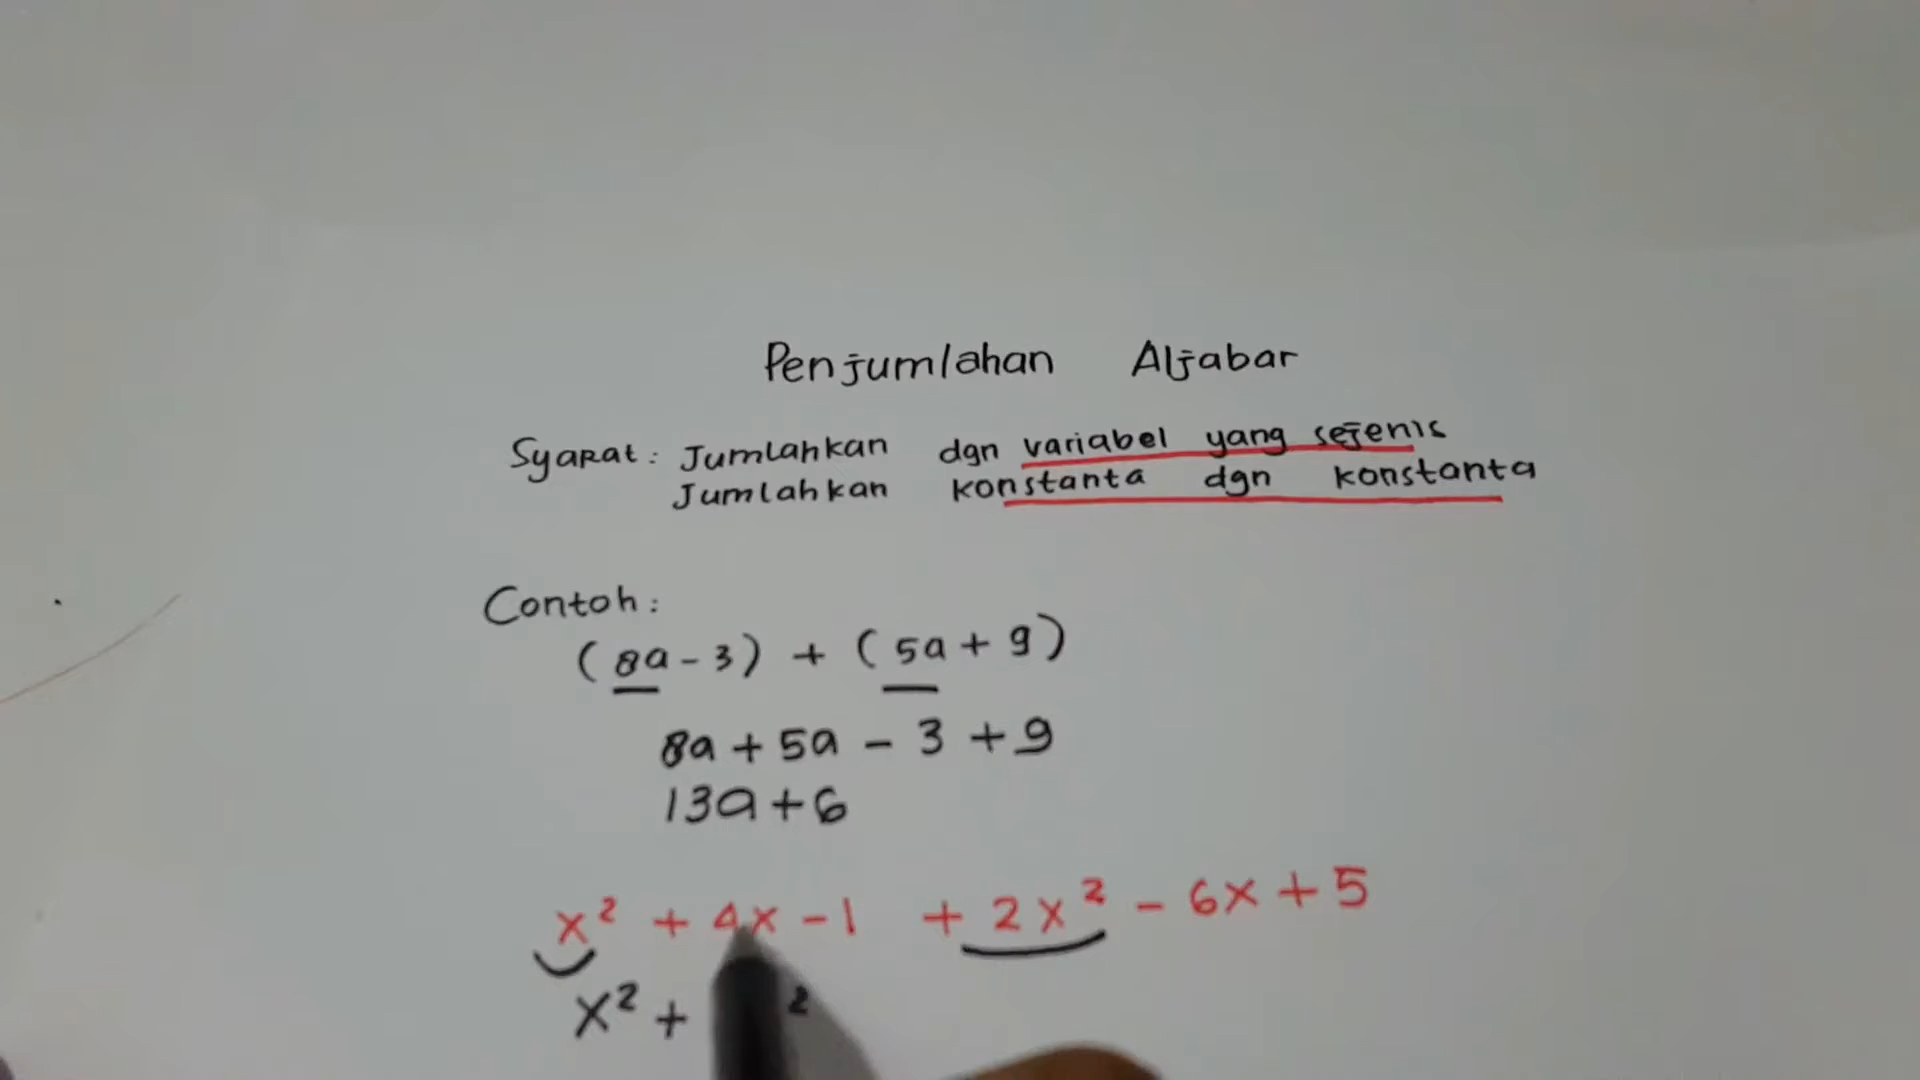 Penjumlahan Aljabar
Syarat: Jumlahkan dgn variabel yang sejenis
Jumlahkan konstanta dgn konstanta
Contoh:
(8a - 3) + (5a + 9)
8a + 5a - 3 + 9
13a + 6
x² + 4x - 1 + 2x² - 6x + 5
x² + ²